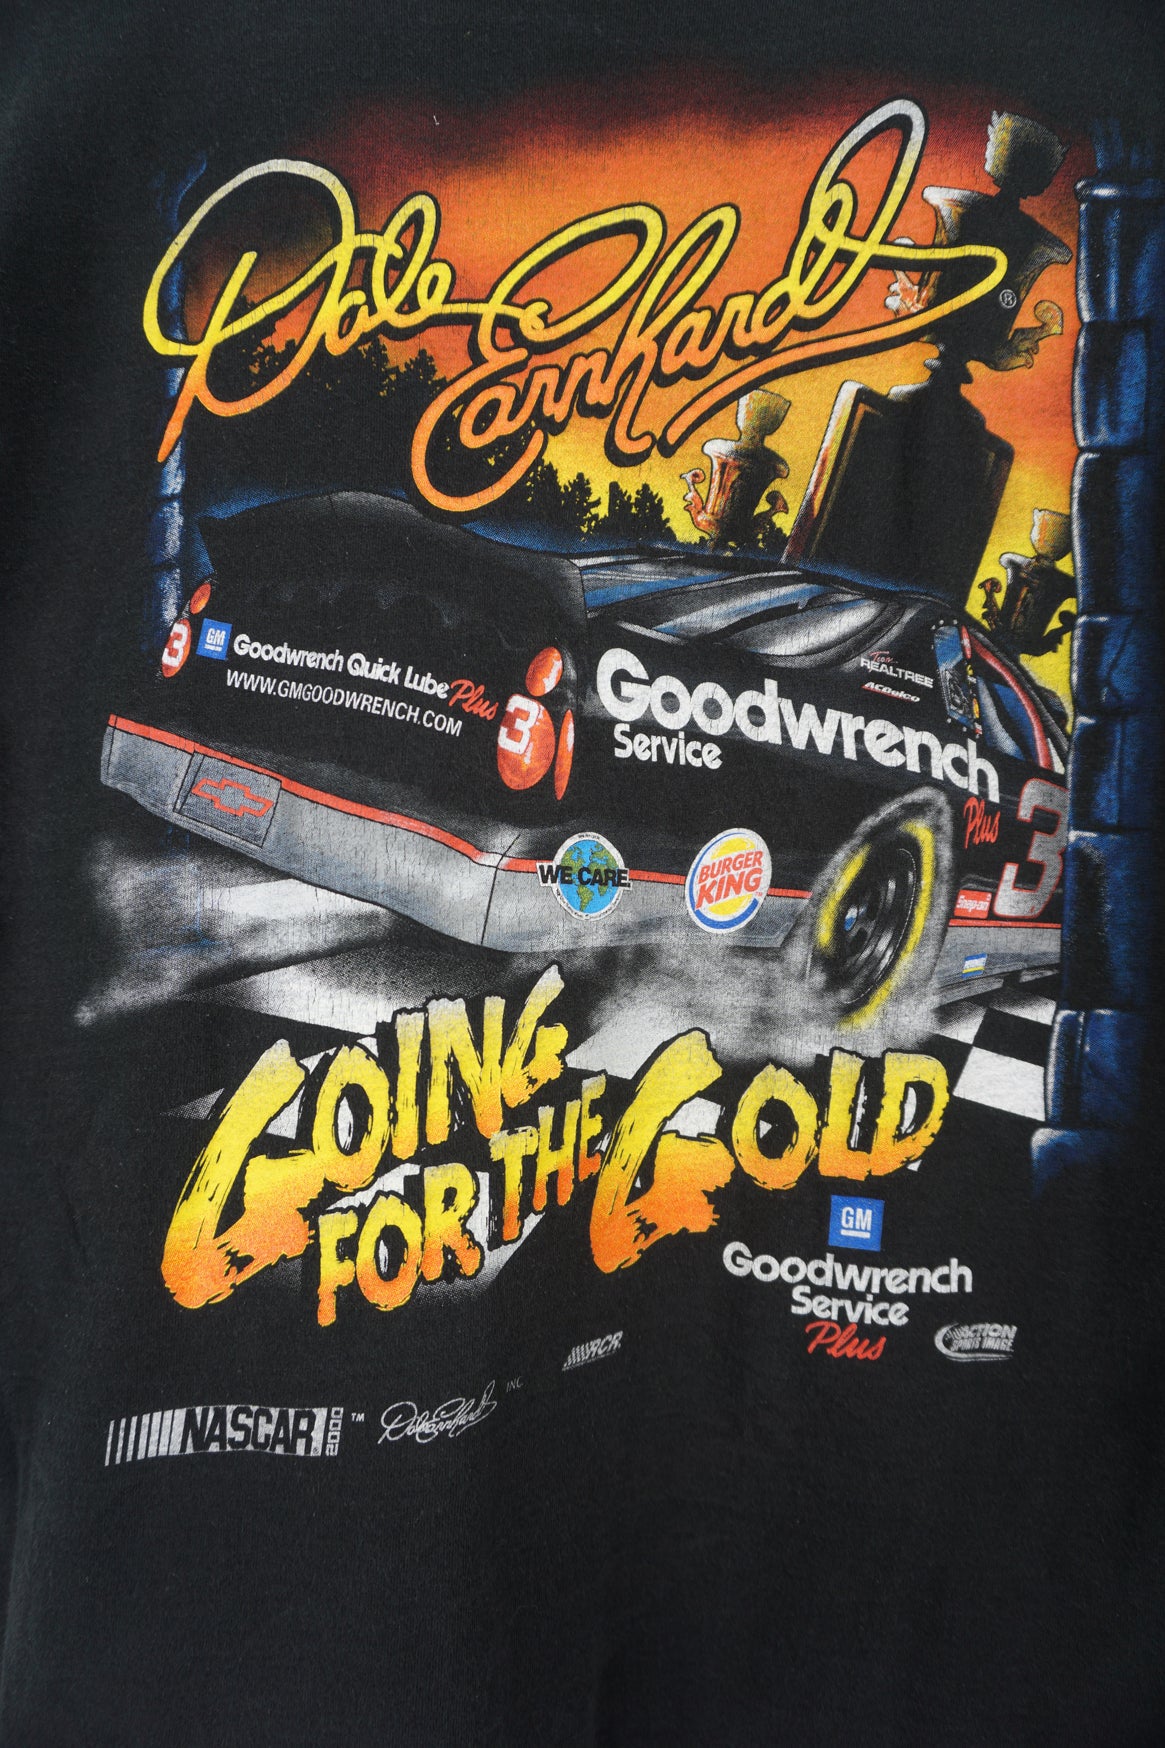 Dale
Earnhardt
®
3
GM
Goodwrench Quick Lube Plus
WWW.GMGOODWRENCH.COM
3
Goodwrench
Service
Plus
Team
REALTREE
ACDelco
3
WE CARE
BURGER
KING
Snap-on
GOING
FOR THE GOLD
GM
Goodwrench
Service
Plus
ACTION
SPORTS IMAGE
RCR
NASCAR 2000 ™
Dale Earnhardt INC